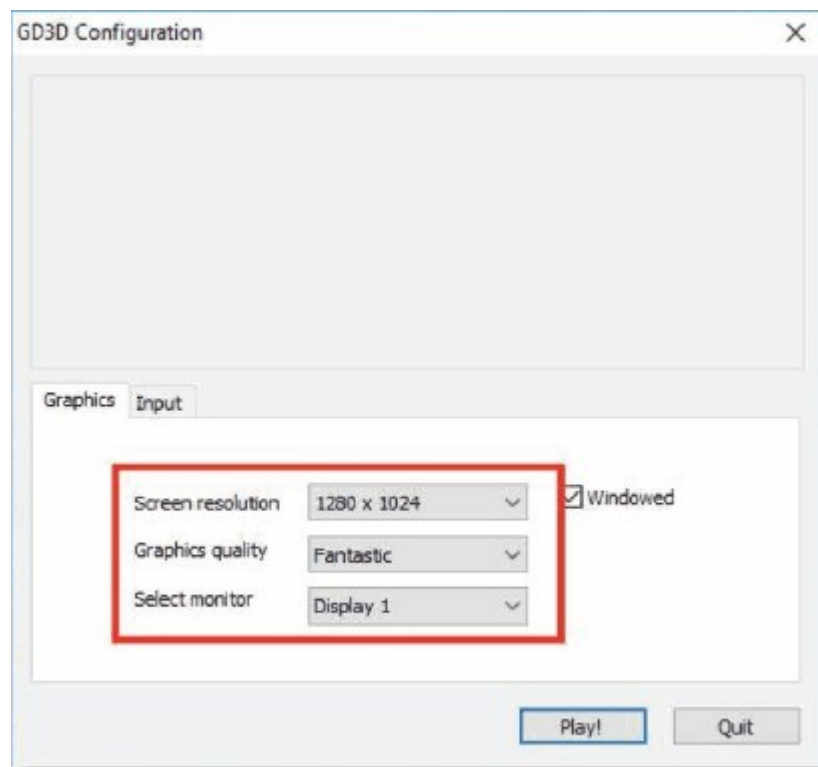 GD3D Configuration
Graphics Input
Screen resolution 1280 x 1024 Windowed
Graphics quality Fantastic
Select monitor Display 1
Play! Quit